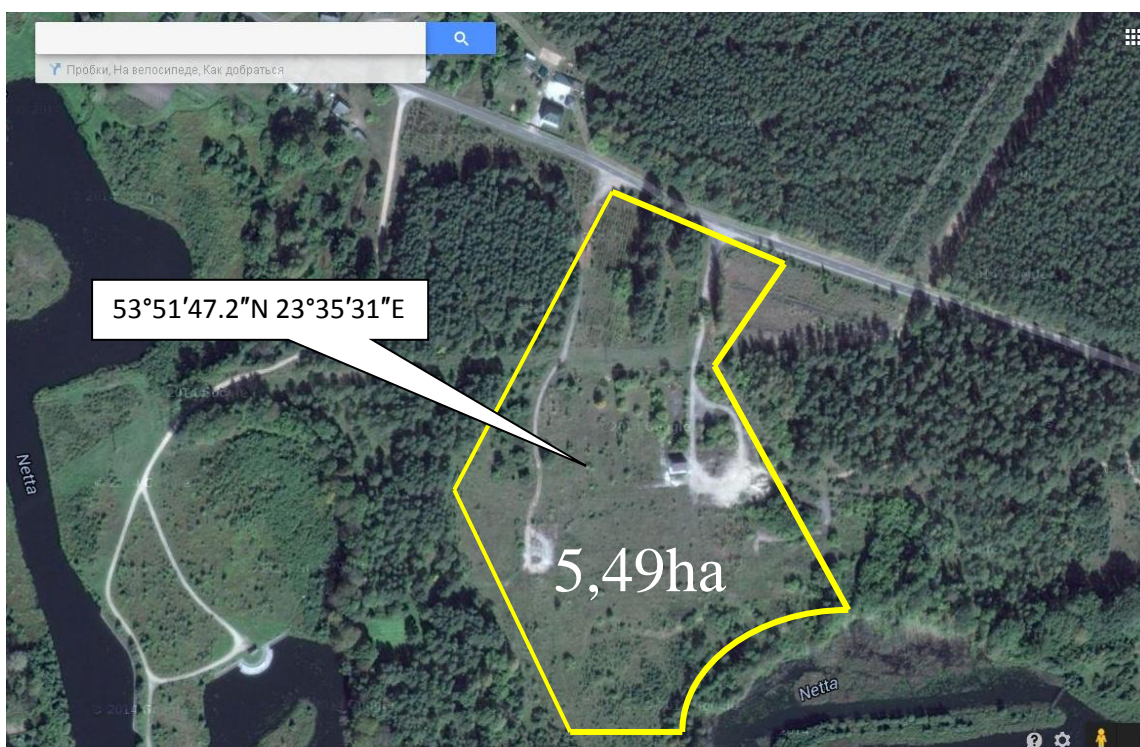 Пробки, На велосипеде, Как добраться
53°51′47.2″N 23°35′31″E
Netta
5,49ha
Netta